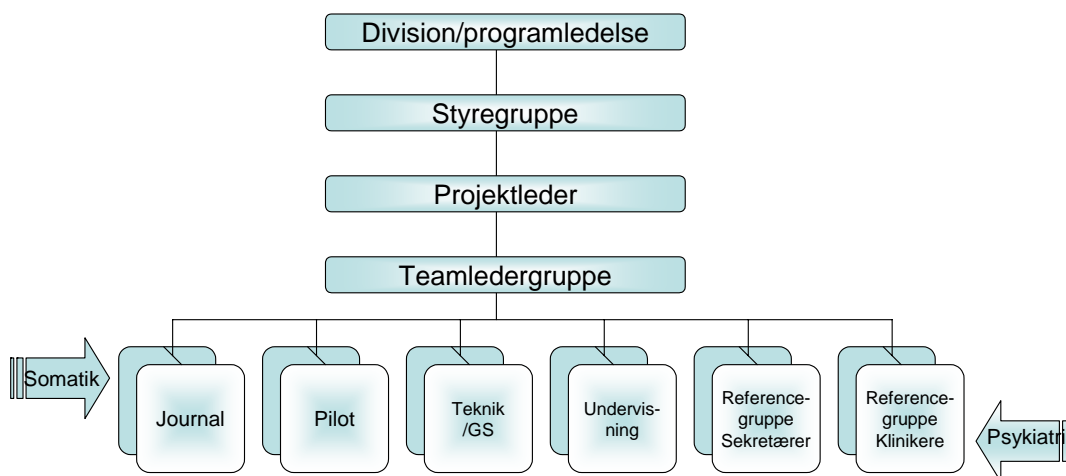 Division/programledelse
Styregruppe
Projektleder
Teamledergruppe
Somatik
Journal
Pilot
Teknik
/GS
Undervis-
ning
Reference-
gruppe
Sekretærer
Reference-
gruppe
Klinikere
Psykiatri